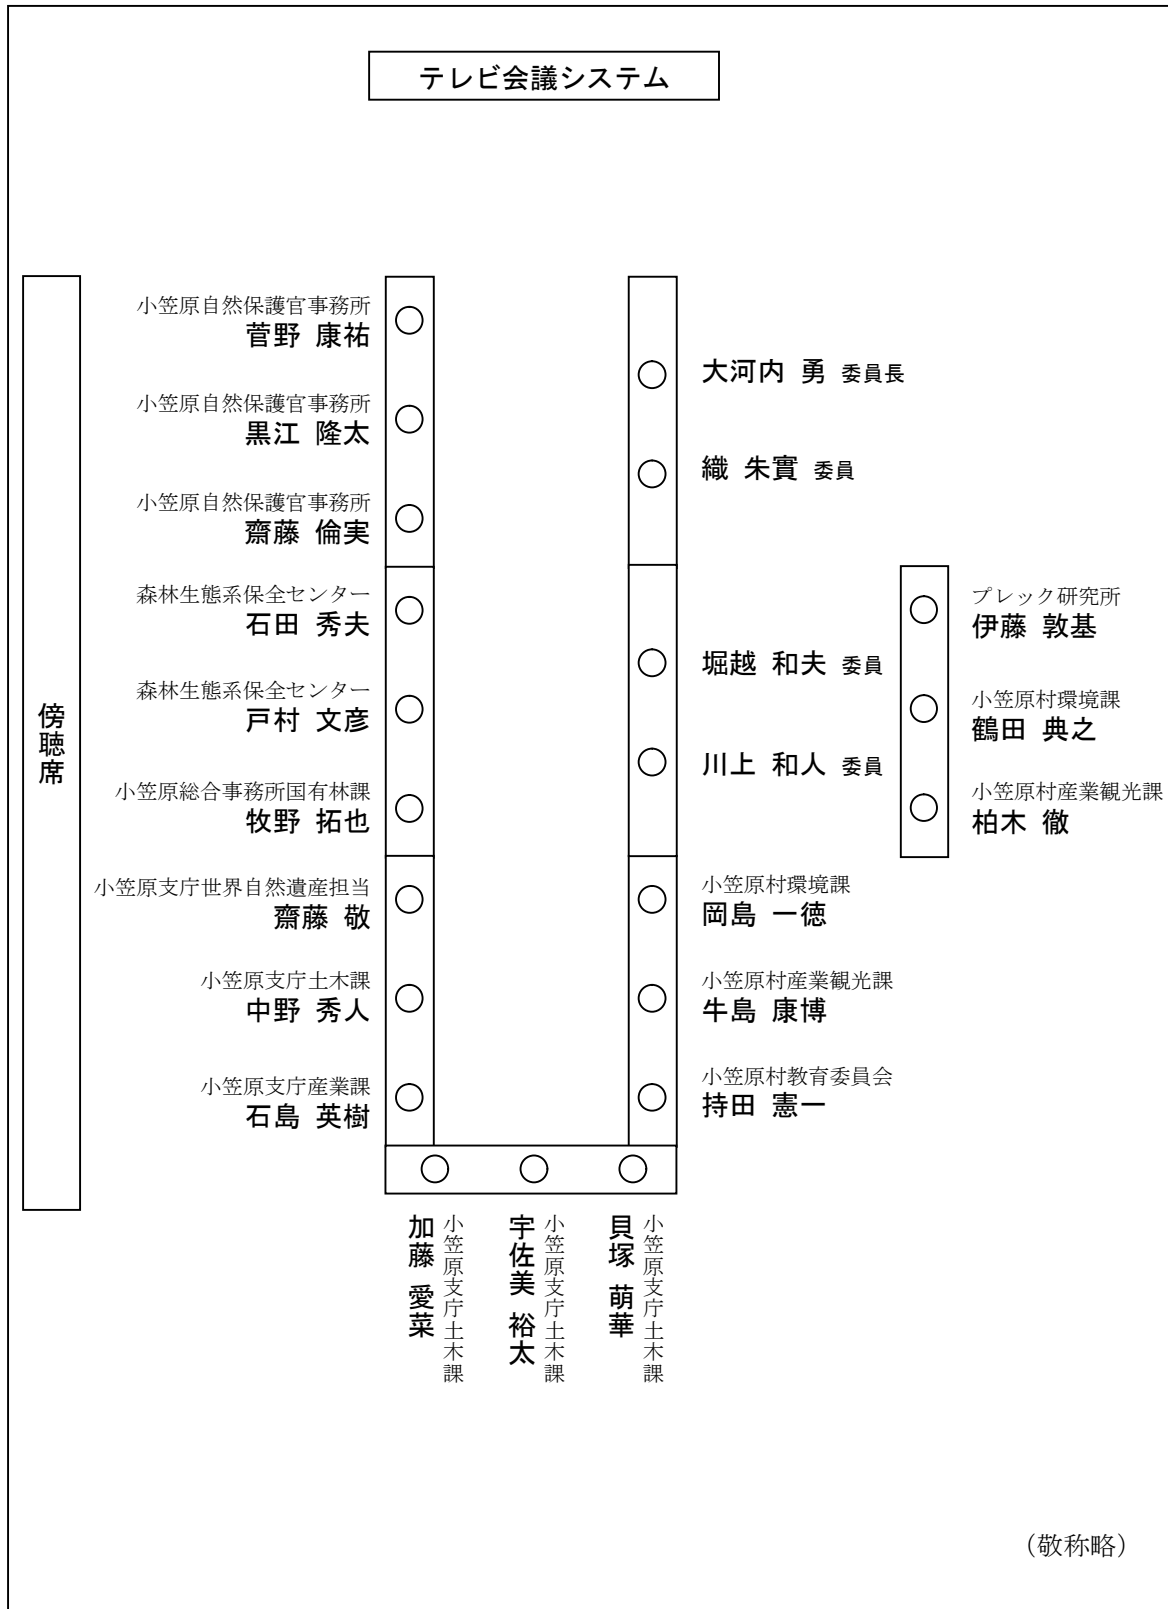 テレビ会議システム
傍聴席
小笠原自然保護官事務所
菅野 康祐
小笠原自然保護官事務所
黒江 隆太
小笠原自然保護官事務所
齋藤 倫実
森林生態系保全センター
石田 秀夫
森林生態系保全センター
戸村 文彦
小笠原総合事務所国有林課
牧野 拓也
小笠原支庁世界自然遺産担当
齋藤 敬
小笠原支庁土木課
中野 秀人
小笠原支庁産業課
石島 英樹
大河内 勇 委員長
織 朱實 委員
堀越 和夫 委員
川上 和人 委員
小笠原村環境課
岡島 一徳
小笠原村産業観光課
牛島 康博
小笠原村教育委員会
持田 憲一
プレック研究所
伊藤 敦基
小笠原村環境課
鶴田 典之
小笠原村産業観光課
柏木 徹
小笠原支庁土木課
加藤 愛菜
小笠原支庁土木課
宇佐美 裕太
小笠原支庁土木課
貝塚 萌華
（敬称略）